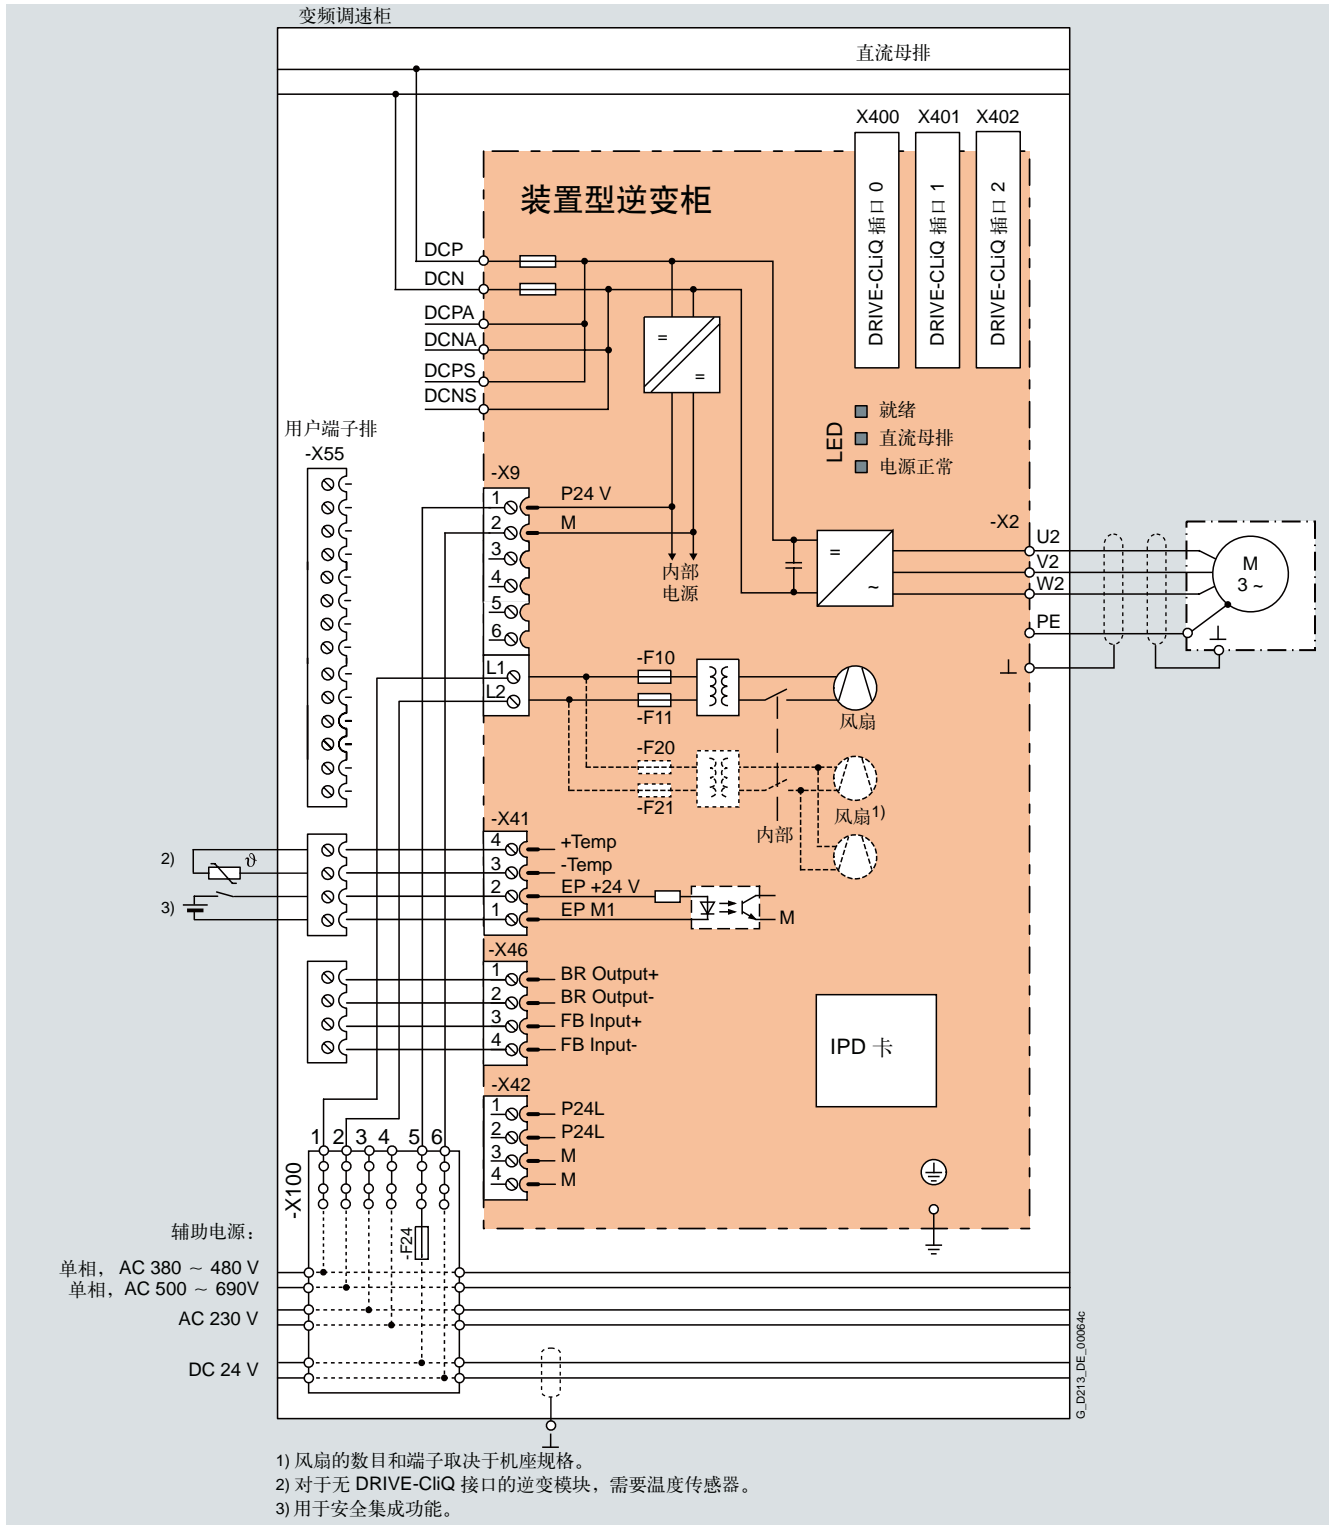 变频调速柜
直流母排
X400 X401 X402
装置型逆变柜
DRIVE-CLiQ 插口 0
DRIVE-CLiQ 插口 1
DRIVE-CLiQ 插口 2
DCP
DCN
DCPA
DCNA
DCPS
DCNS
=
=
LED
就绪
直流母排
电源正常
用户端子排
-X55
-X9
1 P24 V
2 M
3
4
5
6
内部
电源
=
~
-X2
U2
V2
W2
PE
M
3 ~
L1
L2
-F10
-F11
风扇
-F20
-F21
风扇1)
内部
-X41
4 +Temp
3 -Temp
2 EP +24 V
1 EP M1
M
2)
ϑ
3)
-X46
1 BR Output+
2 BR Output-
3 FB Input+
4 FB Input-
IPD 卡
-X42
1 P24L
2 P24L
3 M
4 M
1 2 3 4 5 6
-X100
-F24
辅助电源：
单相，AC 380 ~ 480 V
单相，AC 500 ~ 690V
AC 230 V
DC 24 V
G_D213_DE_00064c
1) 风扇的数目和端子取决于机座规格。
2) 对于无 DRIVE-CliQ 接口的逆变模块，需要温度传感器。
3) 用于安全集成功能。